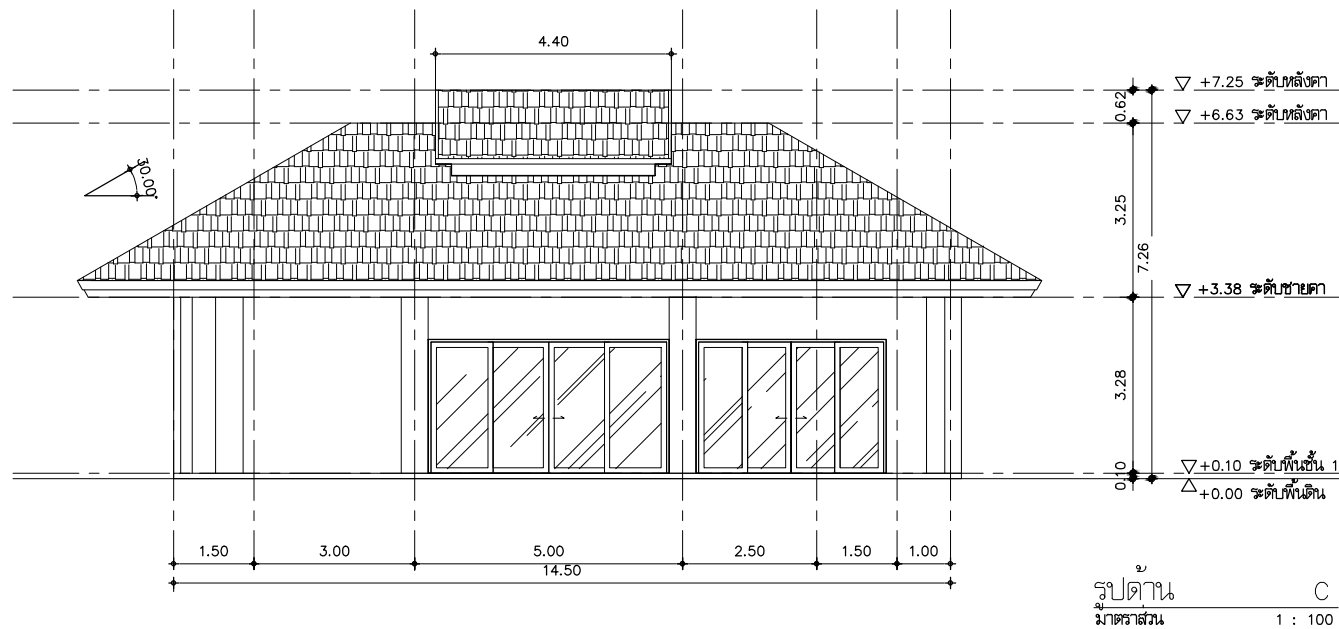 4.40
+7.25 ระดับหลังคา
0.62
+6.63 ระดับหลังคา
30.00°
3.25
7.26
+3.38 ระดับชายคา
3.28
+0.10 ระดับพื้นชั้น 1
0.10
+0.00 ระดับพื้นดิน
1.50 3.00 5.00 2.50 1.50 1.00
14.50
รูปด้าน C
มาตราส่วน 1 : 100